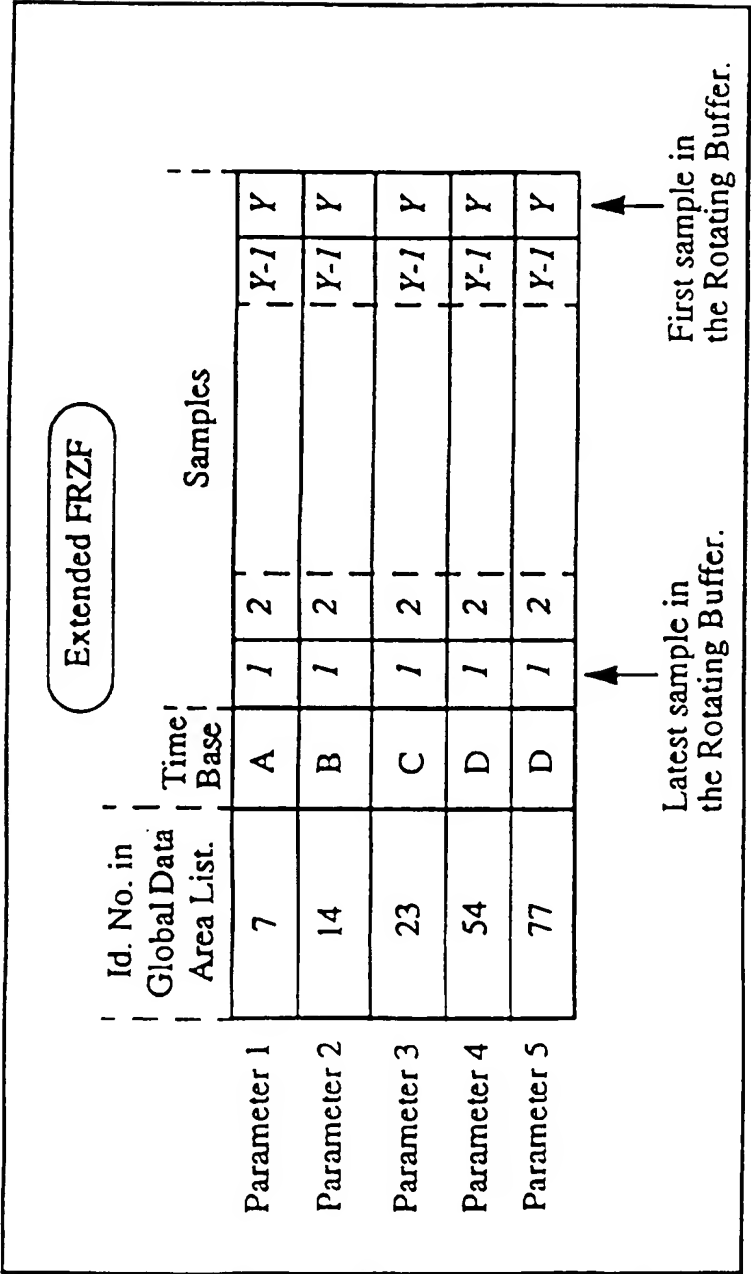 Extended FRZF
Id. No. in
Global Data
Area List.
Time
Base
Samples
Parameter 1 7 A 1 2 Y-1 Y
Parameter 2 14 B 1 2 Y-1 Y
Parameter 3 23 C 1 2 Y-1 Y
Parameter 4 54 D 1 2 Y-1 Y
Parameter 5 77 D 1 2 Y-1 Y
Latest sample in
the Rotating Buffer.
First sample in
the Rotating Buffer.